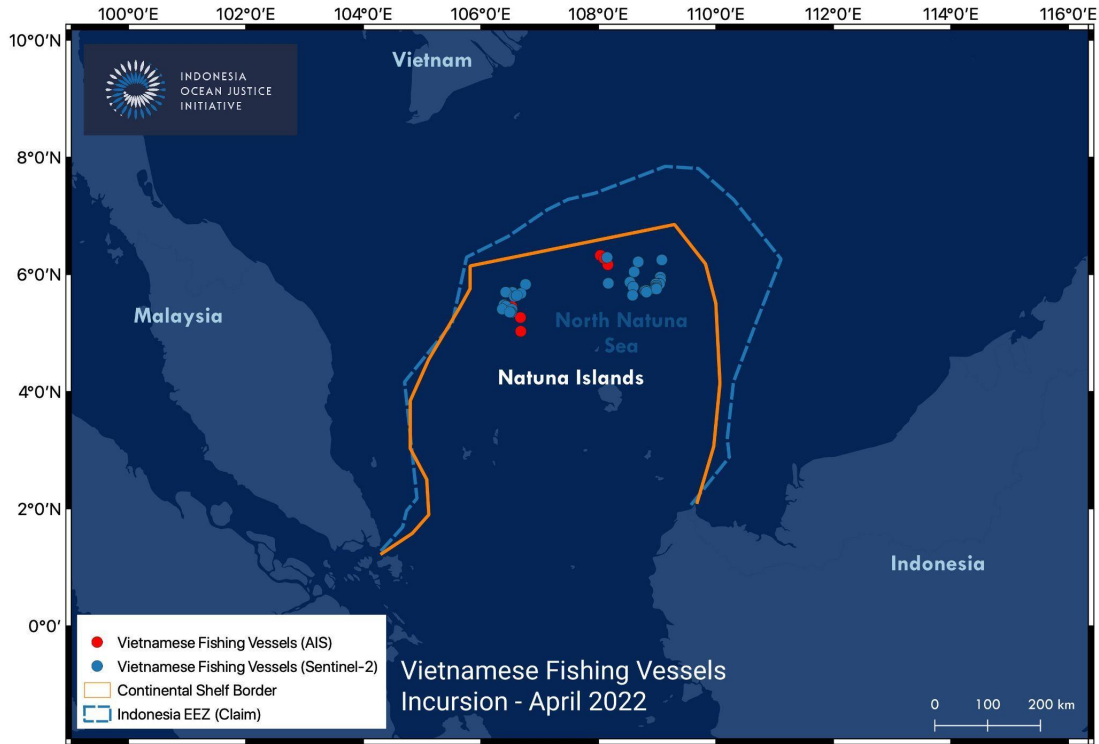 100°0'E 102°0'E 104°0'E 106°0'E 108°0'E 110°0'E 112°0'E 114°0'E 116°0'E
10°0'N
8°0'N
6°0'N
4°0'N
2°0'N
0°0'
INDONESIA
OCEAN JUSTICE
INITIATIVE
Vietnam
Malaysia
North Natuna
Sea
Natuna Islands
Indonesia
Vietnamese Fishing Vessels (AIS)
Vietnamese Fishing Vessels (Sentinel-2)
Continental Shelf Border
Indonesia EEZ (Claim)
Vietnamese Fishing Vessels
Incursion - April 2022
0 100 200 km